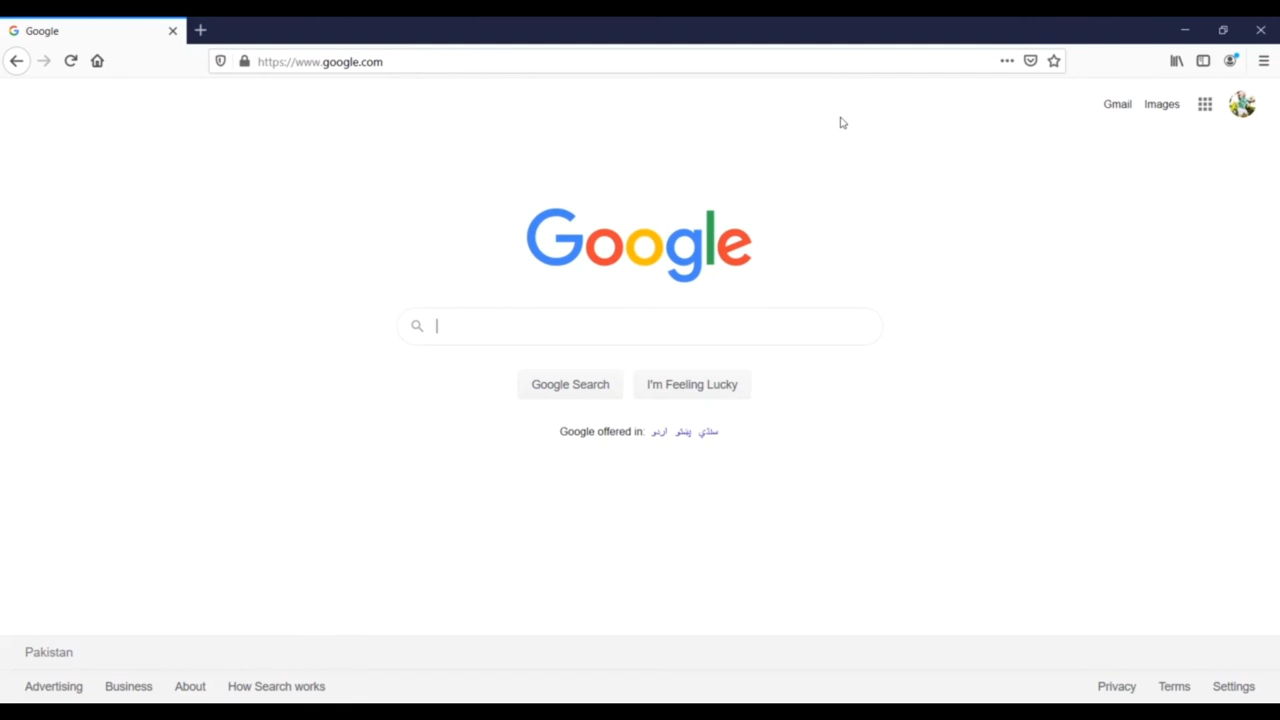 Google
https://www.google.com
Gmail Images
Google
Google Search I'm Feeling Lucky
Google offered in: اردو پښتو سنڌي
Pakistan
Advertising Business About How Search works Privacy Terms Settings